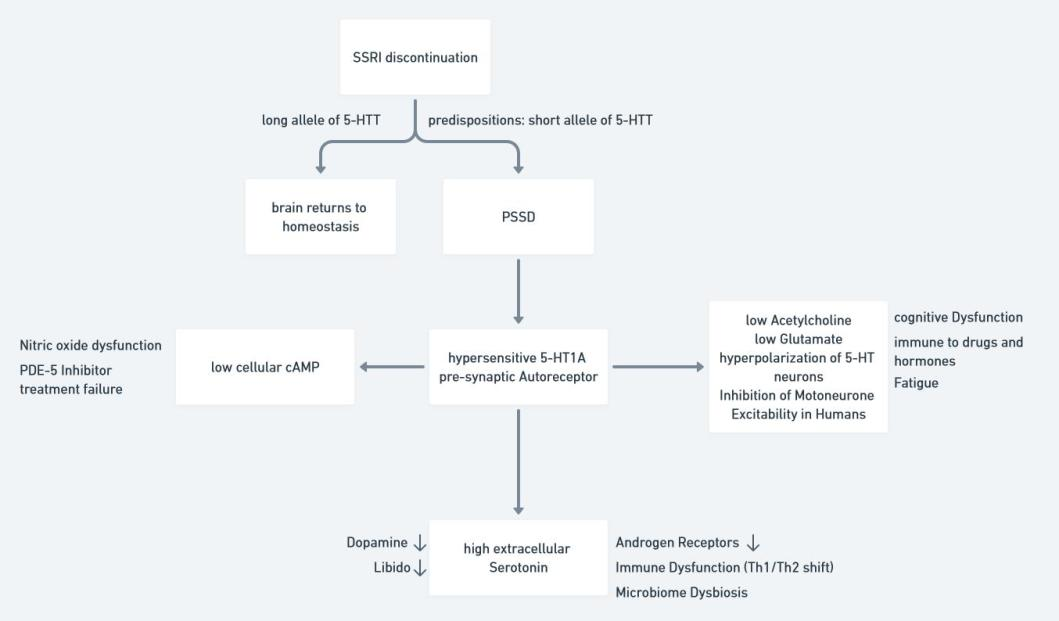 SSRI discontinuation
long allele of 5-HTT
predispositions: short allele of 5-HTT
brain returns to
homeostasis
PSSD
Nitric oxide dysfunction
PDE-5 Inhibitor
treatment failure
low cellular cAMP
hypersensitive 5-HT1A
pre-synaptic Autoreceptor
low Acetylcholine
low Glutamate
hyperpolarization of 5-HT
neurons
Inhibition of Motoneurone
Excitability in Humans
cognitive Dysfunction
immune to drugs and
hormones
Fatigue
Dopamine ↓
Libido ↓
high extracellular
Serotonin
Androgen Receptors ↓
Immune Dysfunction (Th1/Th2 shift)
Microbiome Dysbiosis